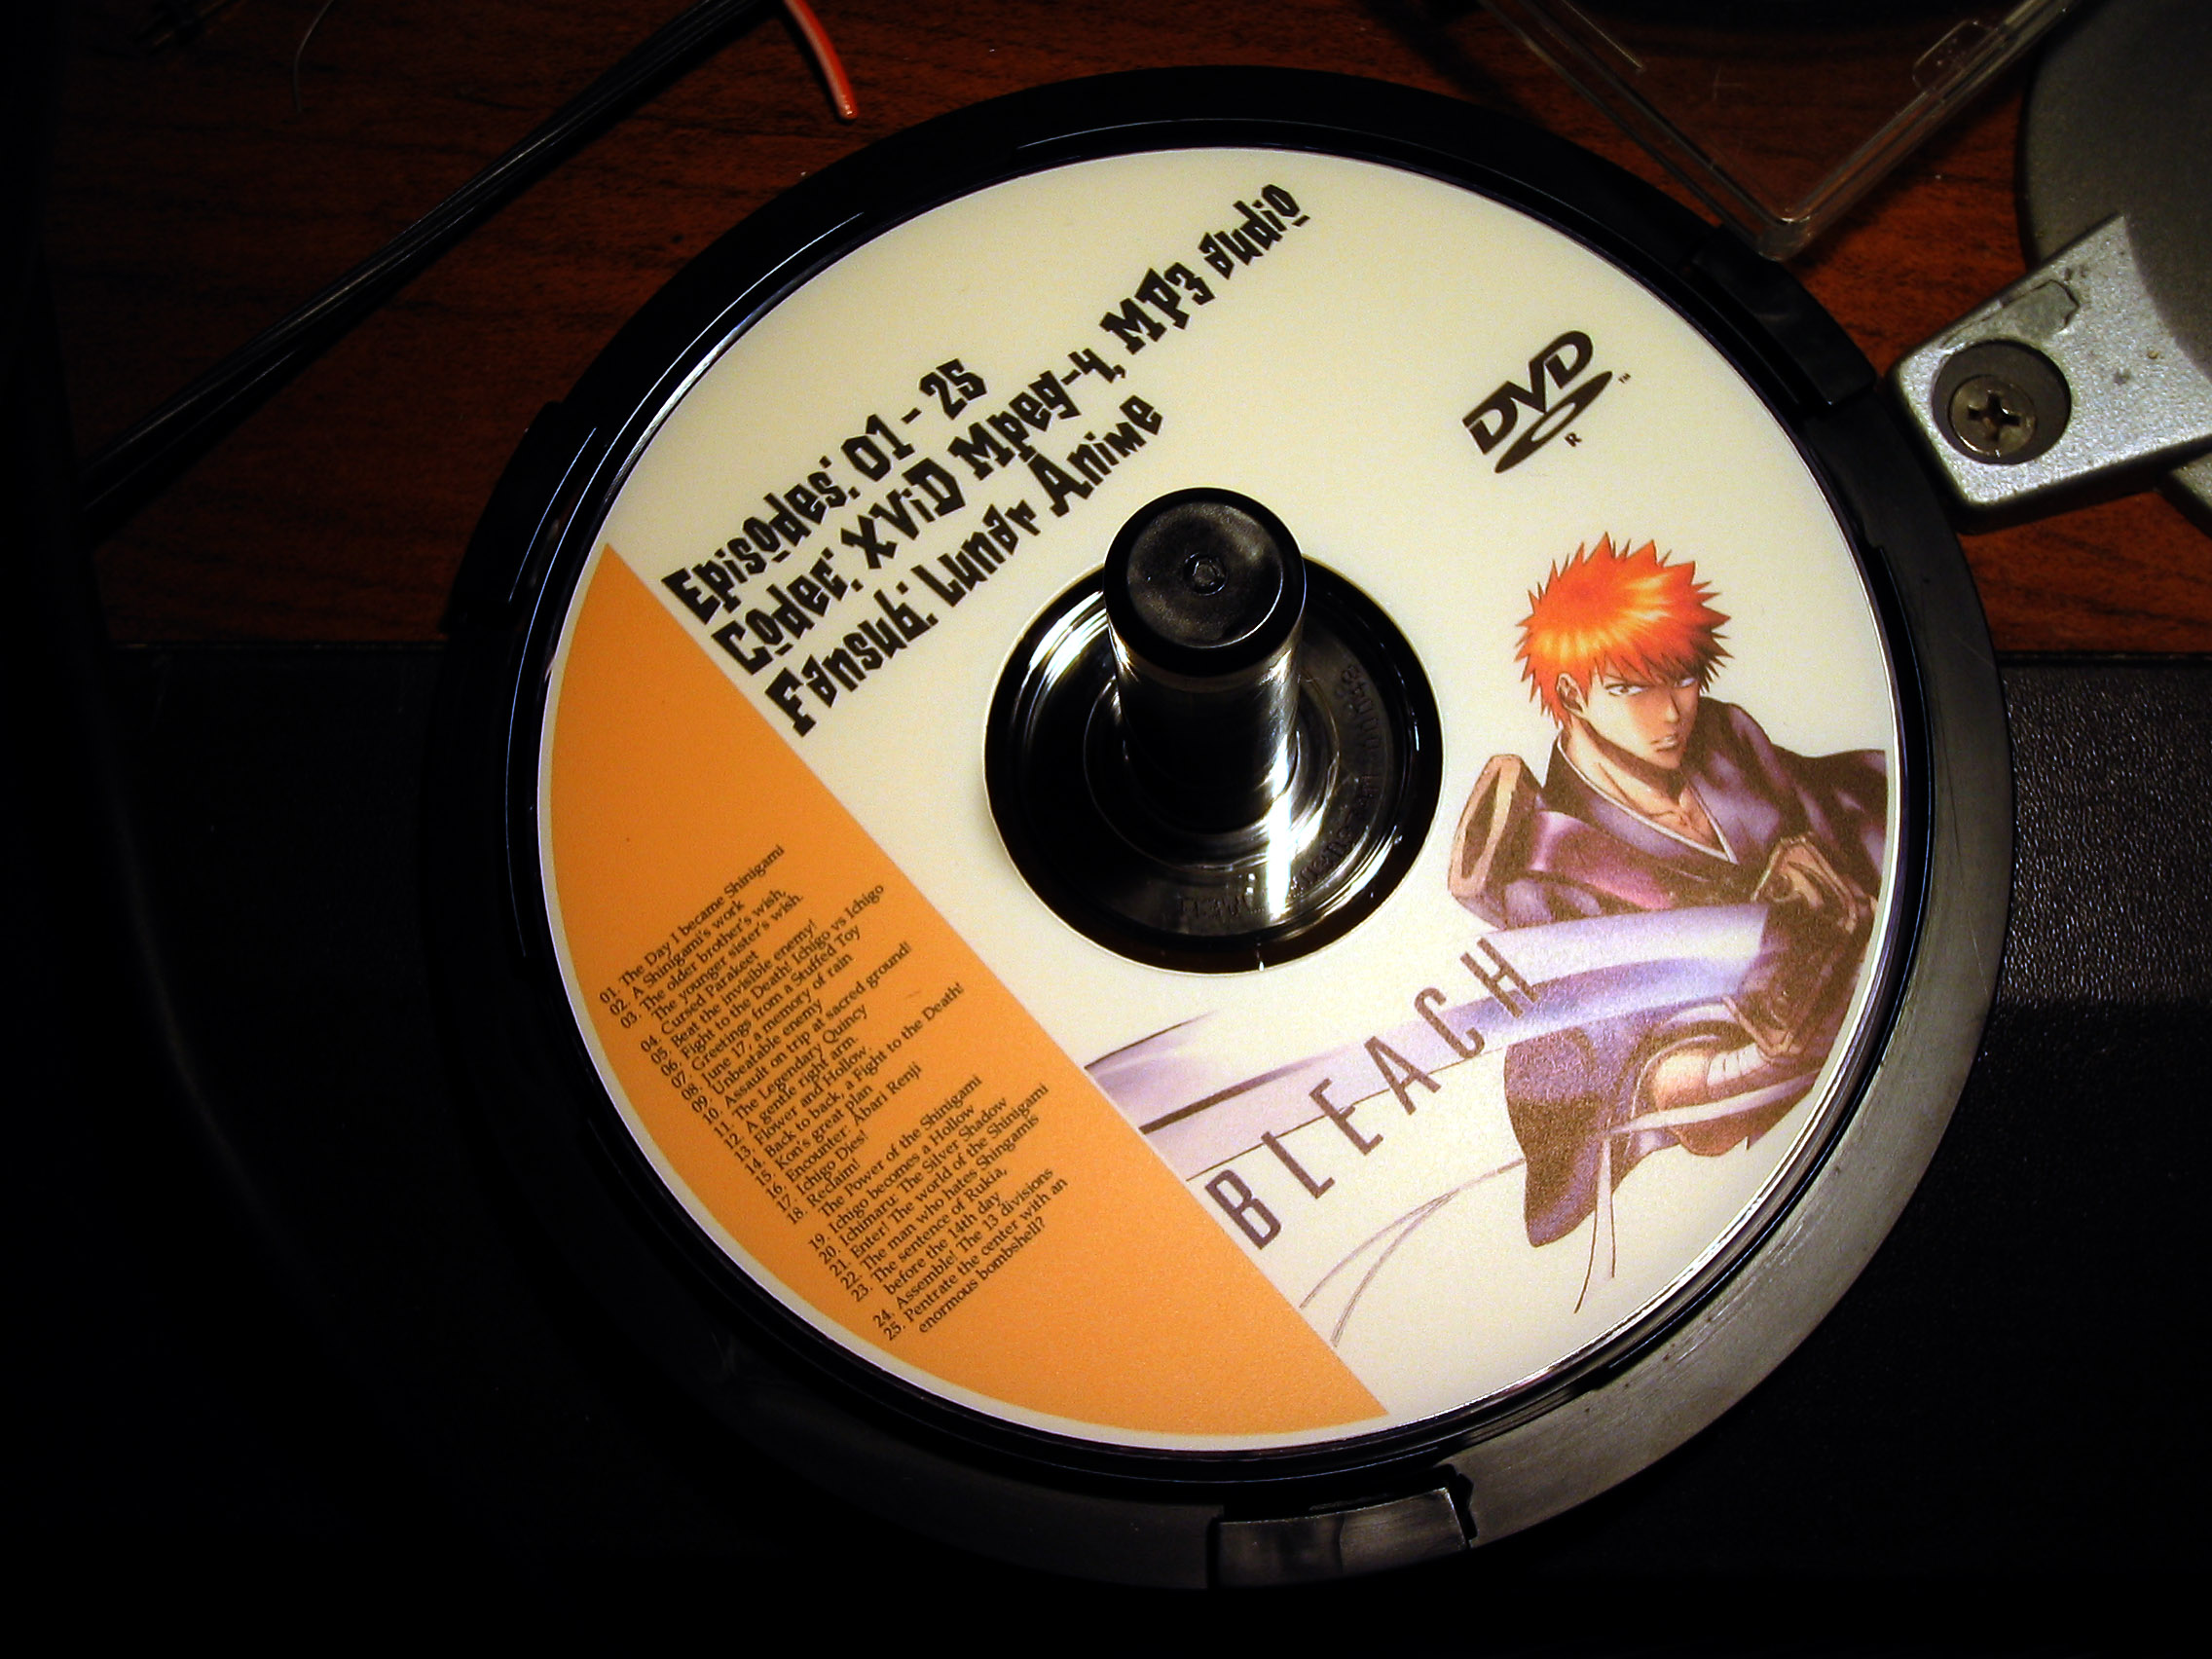 Episodes: 01 - 25
Codec: XViD Mpeg-4, MP3 audio
Fansub: Lunar Anime
DVD
R
TM
BLEACH
01. The Day I became Shinigami
02. A Shinigami's work
03. The older brother's wish,
The younger sister's wish.
04. Cursed Parakeet
05. Beat the invisible enemy!
06. Fight to the Death! Ichigo vs Ichigo
07. Greetings from a Stuffed Toy
08. June 17, a memory of rain
09. Unbeatable enemy
10. Assault on trip at sacred ground!
11. The Legendary Quincy
12. A gentle right arm.
13. Flower and Hollow.
14. Back to back, a Fight to the Death!
15. Kon's great plan
16. Encounter: Abari Renji
17. Ichigo Dies!
18. Reclaim!
The Power of the Shinigami
19. Ichigo becomes a Hollow
20. Ichimaru: The Silver Shadow
21. Enter! The world of the Shinigami
22. The man who hates Shingamis
23. The sentence of Rukia,
before the 14th day
24. Assemble! The 13 divisions
25. Pentrate the center with an
enormous bombshell?